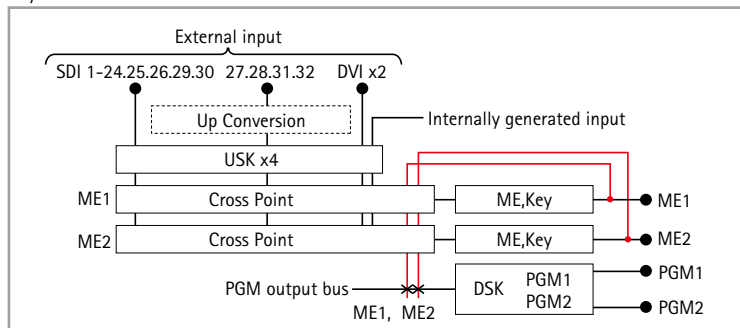 External input
SDI 1-24.25.26.29.30 27.28.31.32 DVI x2
Up Conversion
Internally generated input
USK x4
ME1 Cross Point ME,Key ME1
ME2 Cross Point ME,Key ME2
PGM output bus DSK PGM1 PGM1
PGM2 PGM2
ME1, ME2